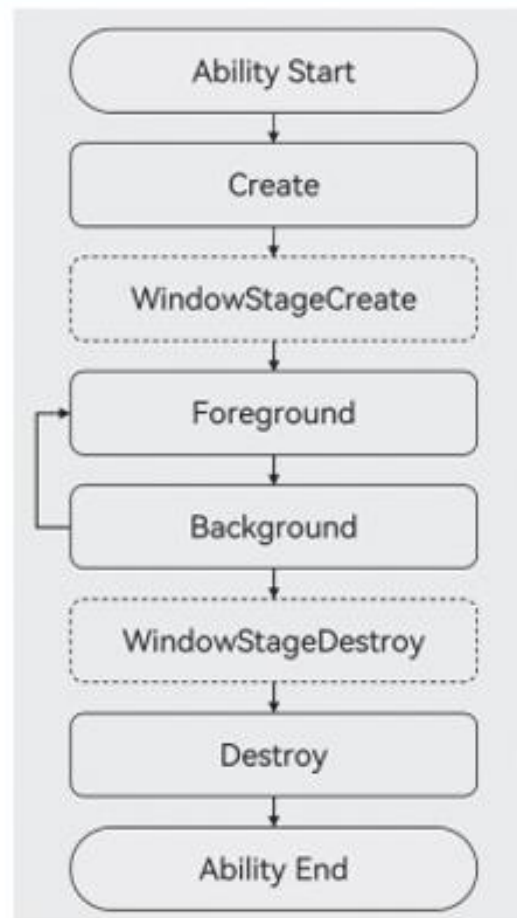 Ability Start
Create
WindowStageCreate
Foreground
Background
WindowStageDestroy
Destroy
Ability End